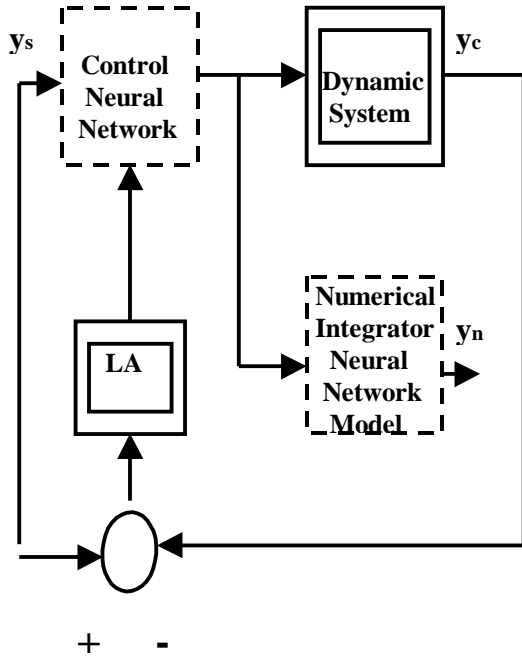 ys
Control
Neural
Network
Dynamic
System
yc
Numerical
Integrator
Neural
Network
Model
yn
LA
+ -